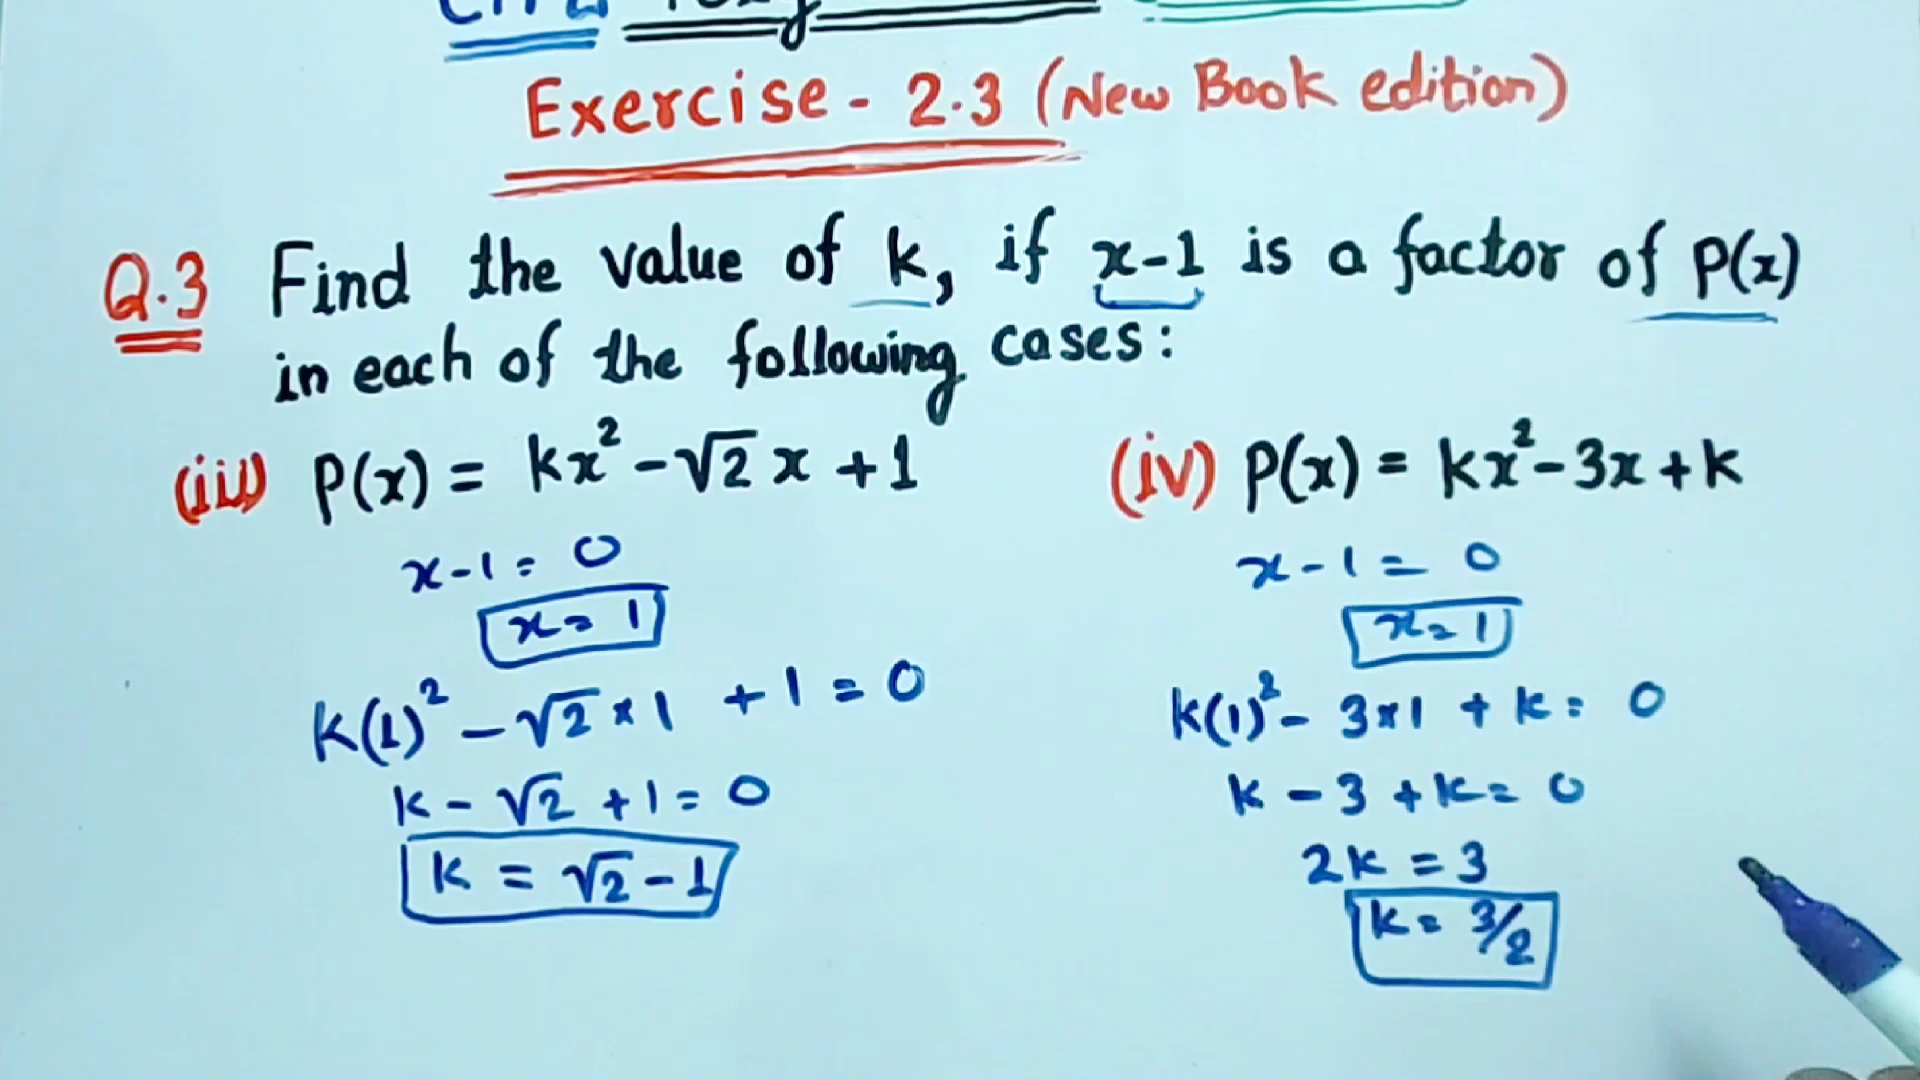 Exercise - 2.3 (New Book edition)
Q.3 Find the value of k, if x-1 is a factor of P(x)
in each of the following cases:
(iii) P(x) = kx² - √2 x + 1
x - 1 = 0
x = 1
k(1)² - √2 × 1 + 1 = 0
k - √2 + 1 = 0
k = √2 - 1
(iv) P(x) = kx² - 3x + k
x - 1 = 0
x = 1
k(1)² - 3×1 + k = 0
k - 3 + k = 0
2k = 3
k = 3/2